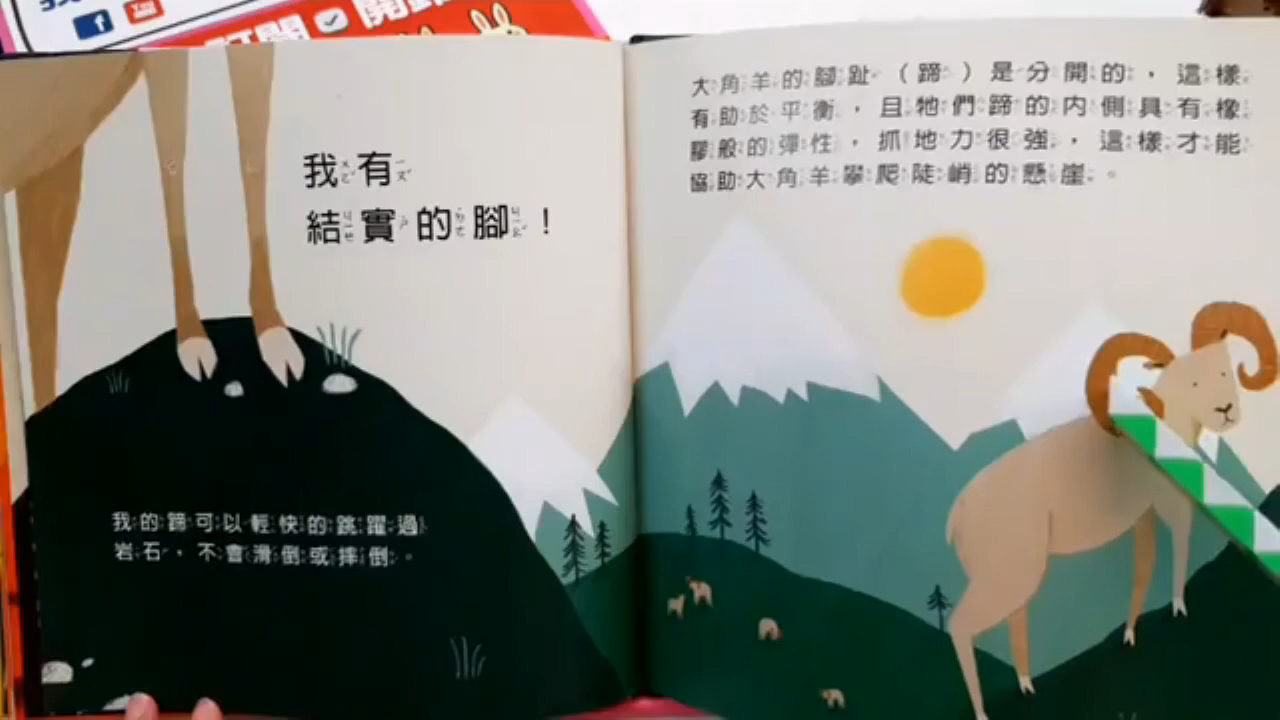 我有
結實的腳！
我的蹄可以輕快的跳躍過
岩石，不會滑倒或摔倒。
大角羊的腳趾（蹄）是分開的，這樣
有助於平衡，且牠們蹄的內側具有橡
膠般的彈性，抓地力很強，這樣才能
協助大角羊攀爬陡峭的懸崖。